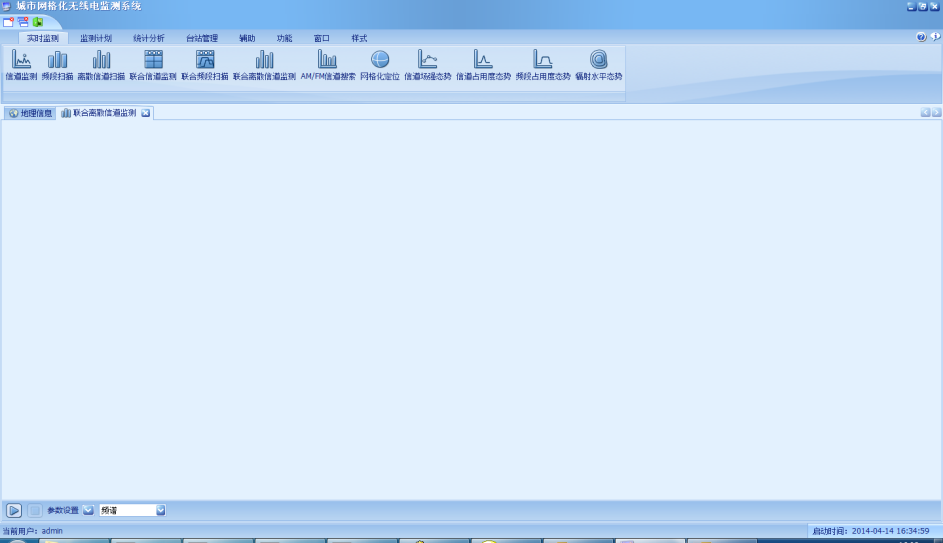 城市网格化无线电监测系统
实时监测 监测计划 统计分析 台站管理 辅助 功能 窗口 样式
信道监测 频段扫描 离散信道扫描 联合信道监测 联合频段扫描 联合离散信道监测 AM/FM信道搜索 网格化定位 信道场强态势 信道占用度态势 频段占用度态势 辐射水平态势
地理信息 联合离散信道监测
参数设置 频谱
当前用户: admin 启动时间: 2014-04-14 16:34:59